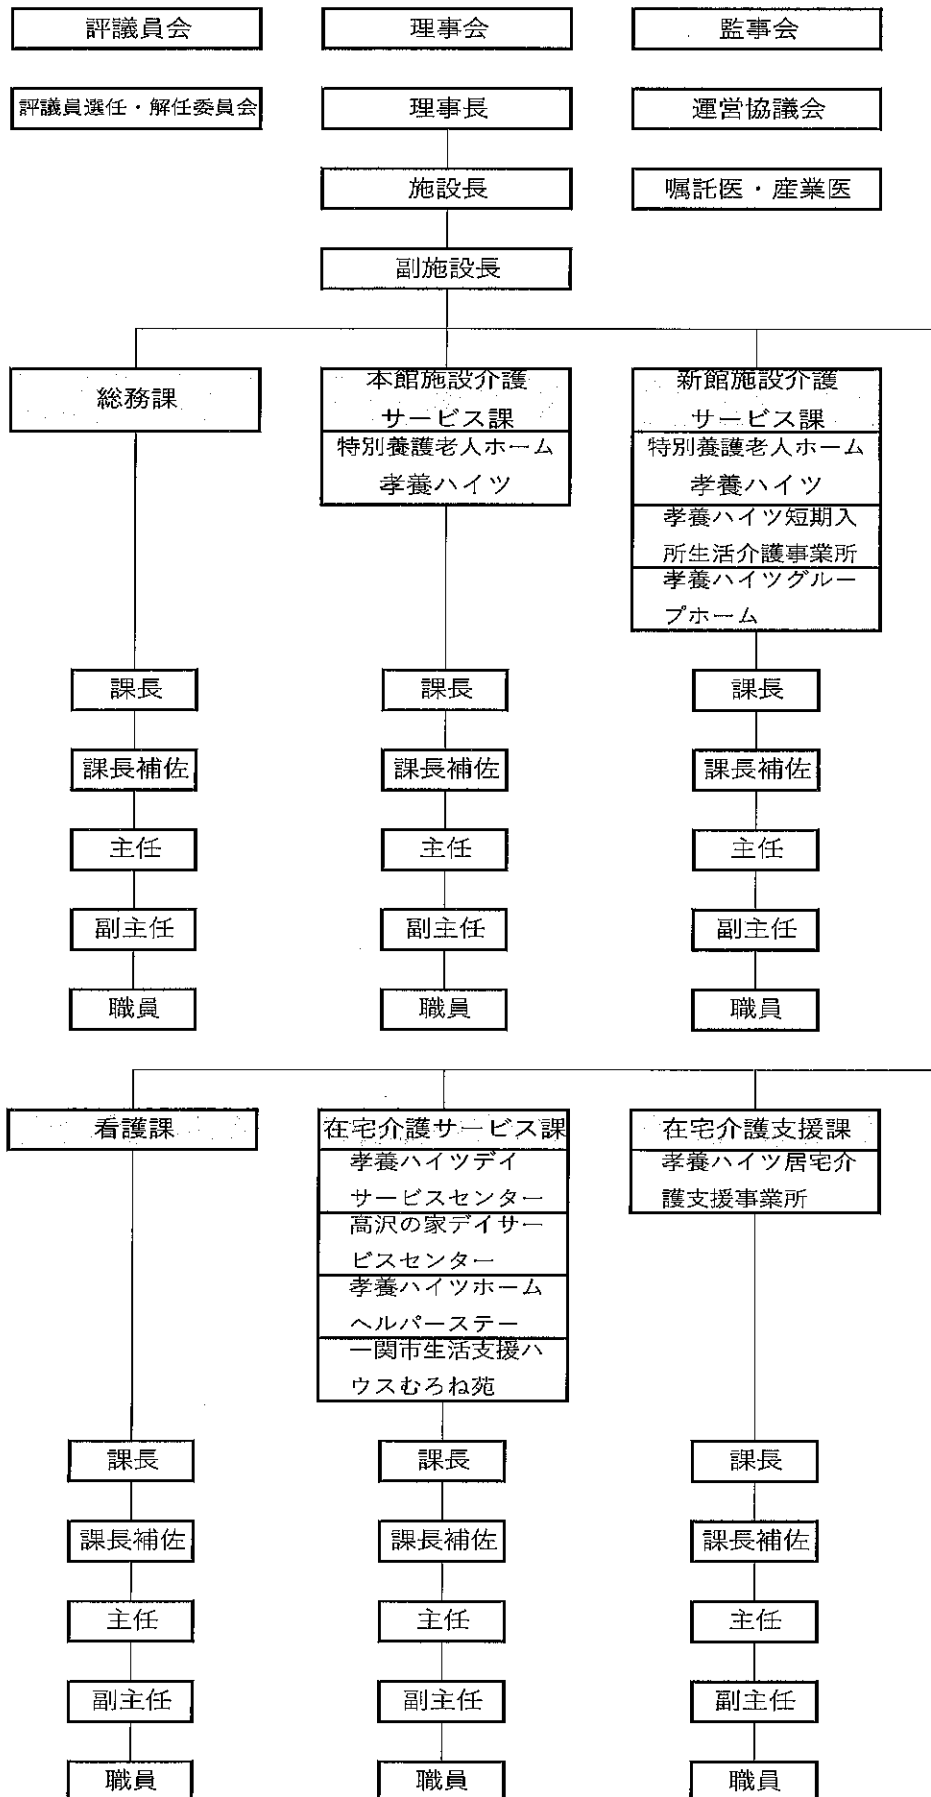 評議員会
理事会
監事会
評議員選任・解任委員会
理事長
運営協議会
施設長
嘱託医・産業医
副施設長
総務課
本館施設介護
サービス課
特別養護老人ホーム
孝養ハイツ
新館施設介護
サービス課
特別養護老人ホーム
孝養ハイツ
孝養ハイツ短期入
所生活介護事業所
孝養ハイツグルー
プホーム
課長
課長
課長
課長補佐
課長補佐
課長補佐
主任
主任
主任
副主任
副主任
副主任
職員
職員
職員
看護課
在宅介護サービス課
孝養ハイツデイ
サービスセンター
高沢の家デイサー
ビスセンター
孝養ハイツホーム
ヘルパーステー
一関市生活支援ハ
ウスむろね苑
在宅介護支援課
孝養ハイツ居宅介
護支援事業所
課長
課長
課長
課長補佐
課長補佐
課長補佐
主任
主任
主任
副主任
副主任
副主任
職員
職員
職員